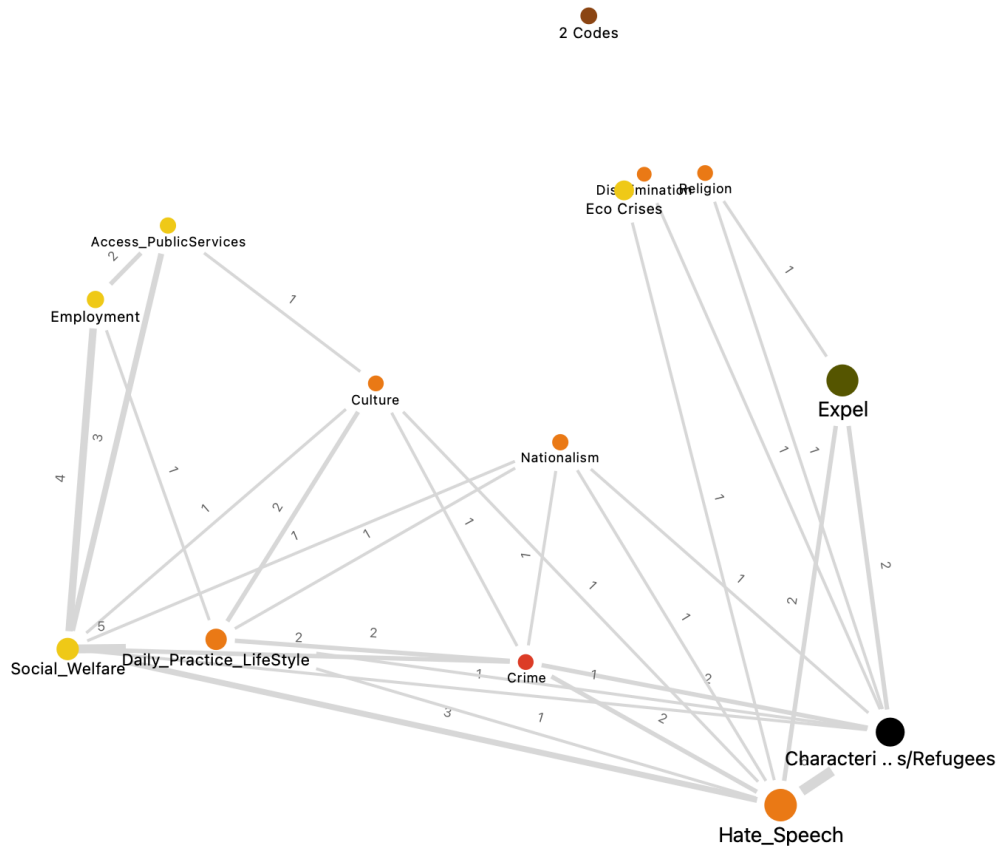 2 Codes
Discrimination
Religion
Eco Crises
Access_PublicServices
2
Employment
1
1
Culture
Expel
3
4
Nationalism
1
1
1
2
1
1
1
1
1
1
1
1
1
2
2
5
2
2
Social_Welfare
Daily_Practice_LifeStyle
Crime
1
1
2
3
1
2
Characteri .. s/Refugees
Hate_Speech